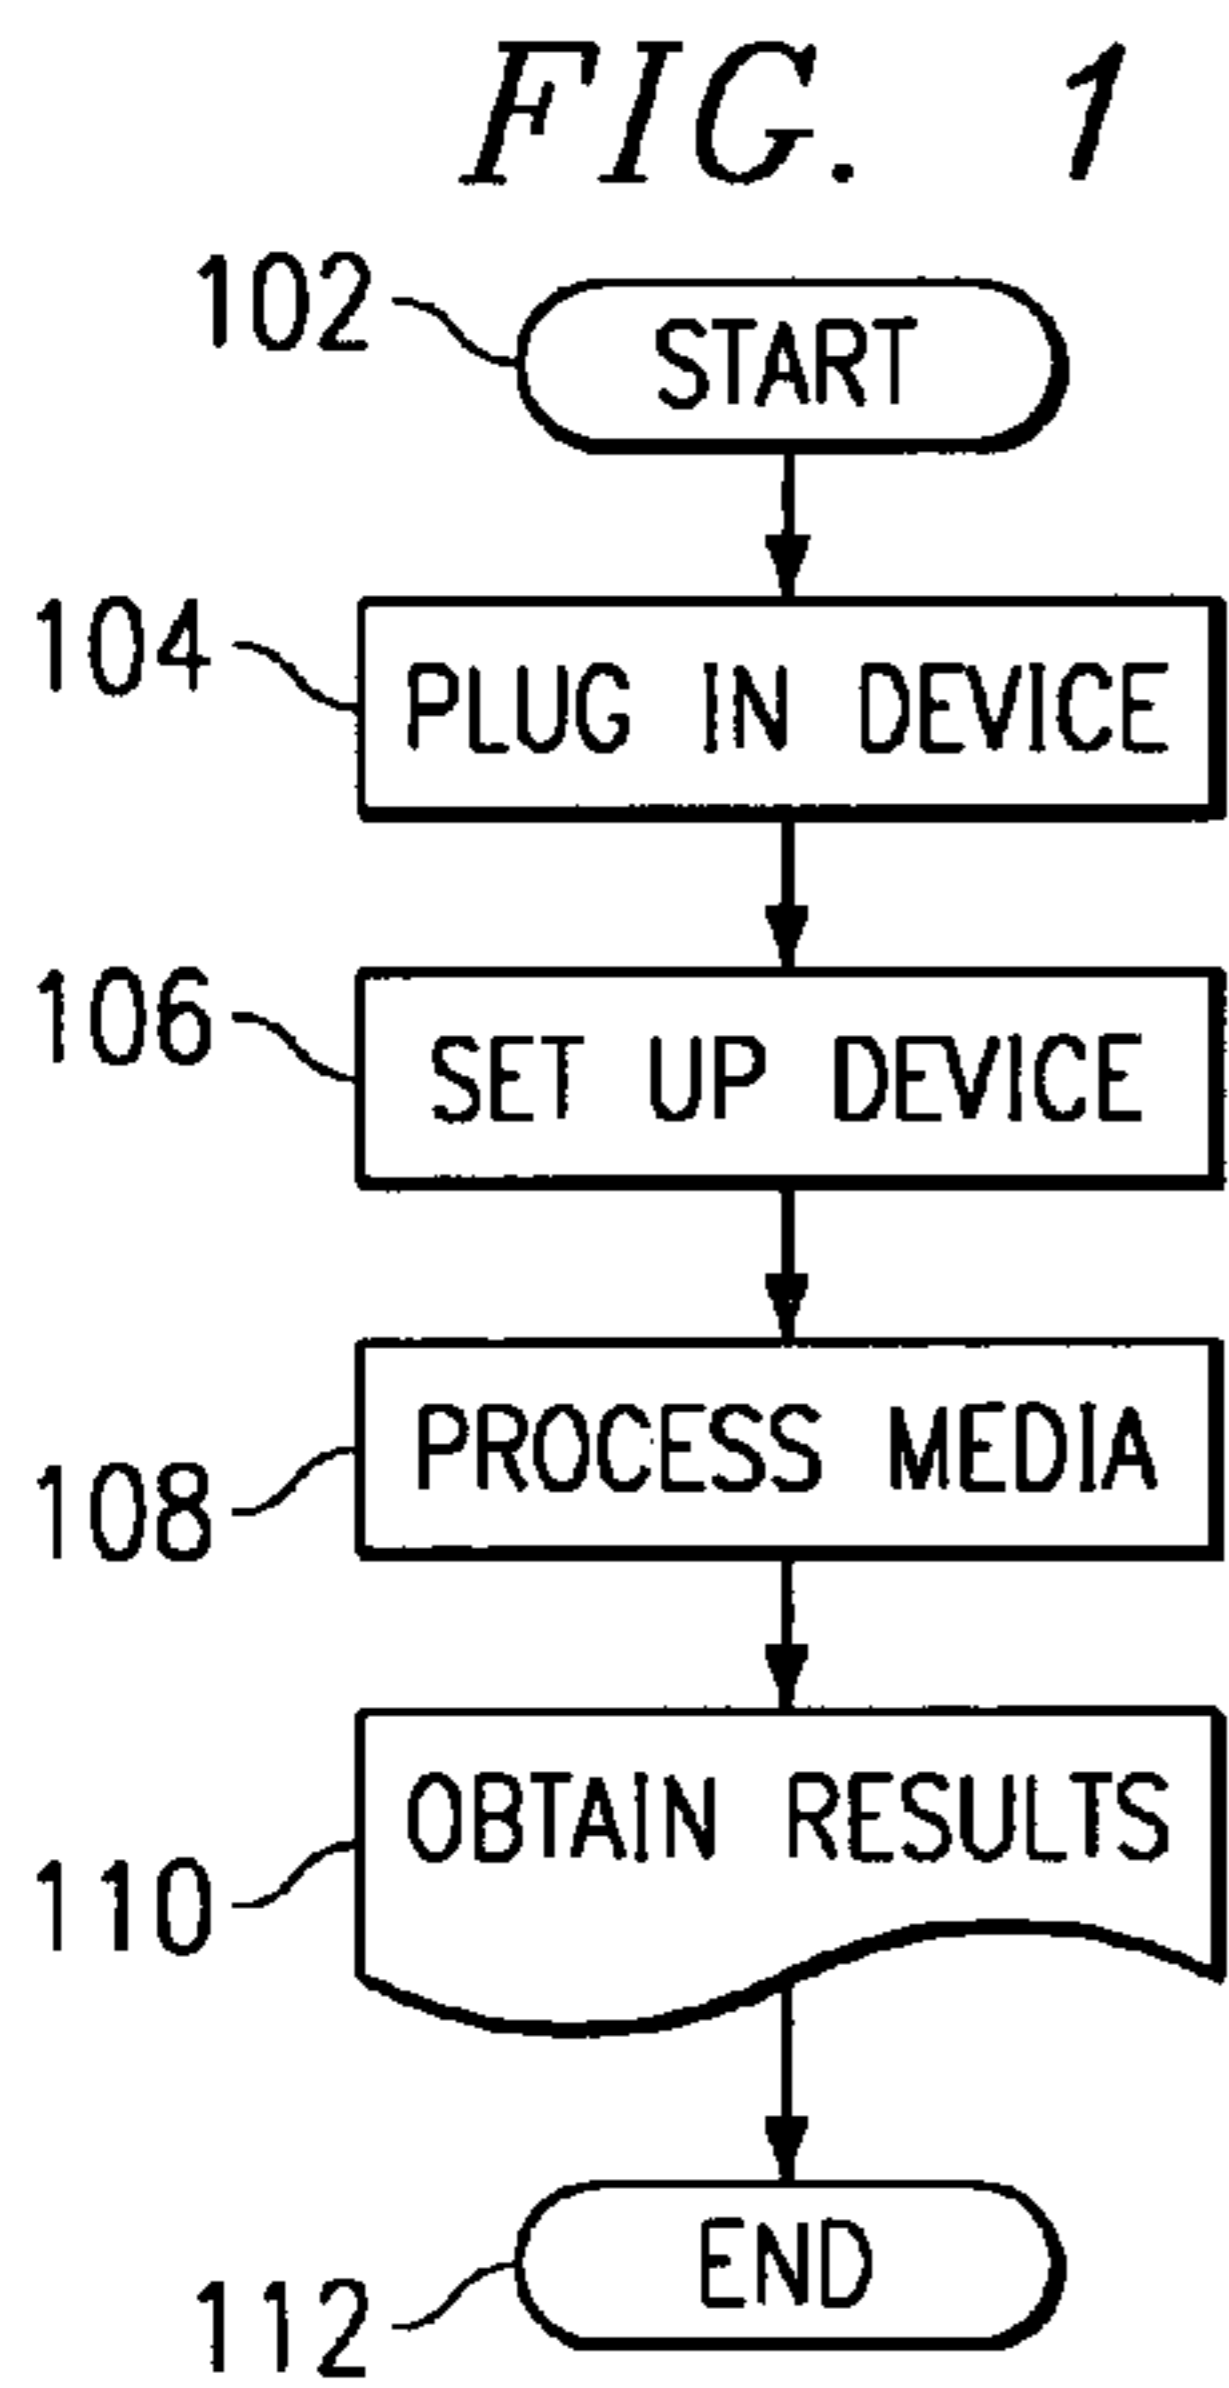 FIG. 1
102
START
104
PLUG IN DEVICE
106
SET UP DEVICE
108
PROCESS MEDIA
110
OBTAIN RESULTS
112
END